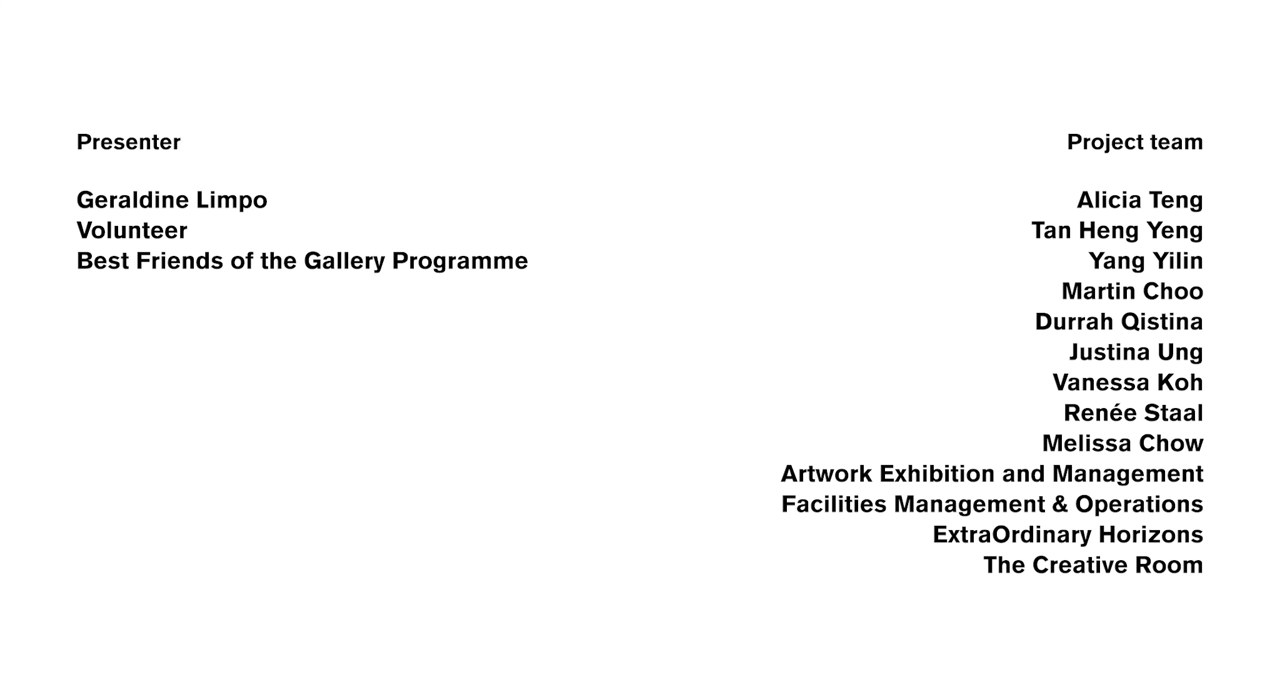 Presenter
Geraldine Limpo
Volunteer
Best Friends of the Gallery Programme
Project team
Alicia Teng
Tan Heng Yeng
Yang Yilin
Martin Choo
Durrah Qistina
Justina Ung
Vanessa Koh
Renée Staal
Melissa Chow
Artwork Exhibition and Management
Facilities Management & Operations
ExtraOrdinary Horizons
The Creative Room